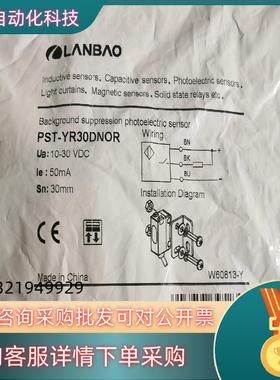 自动化科技
LANBAO
Inductive sensors, Capacitive sensors, Photoelectric sensors,
Light curtains, Magnetic sensors, Solid state relays etc.
Background suppression photoelectric sensor
PST-YR30DNOR
Wiring
Ue: 10-30 VDC
Ie: 50mA
Sn: 30mm
BN
BK
BU
Installation Diagram
Made in China
W60813-Y
321949929
咨询采购批发可对公开票
客服详情下单采购